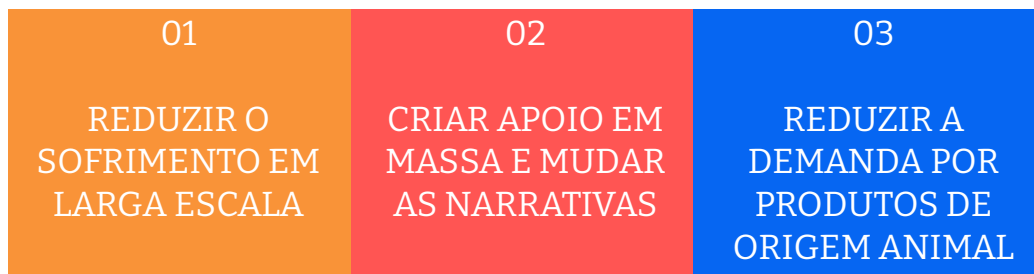 01
REDUZIR O
SOFRIMENTO EM
LARGA ESCALA
02
CRIAR APOIO EM
MASSA E MUDAR
AS NARRATIVAS
03
REDUZIR A
DEMANDA POR
PRODUTOS DE
ORIGEM ANIMAL